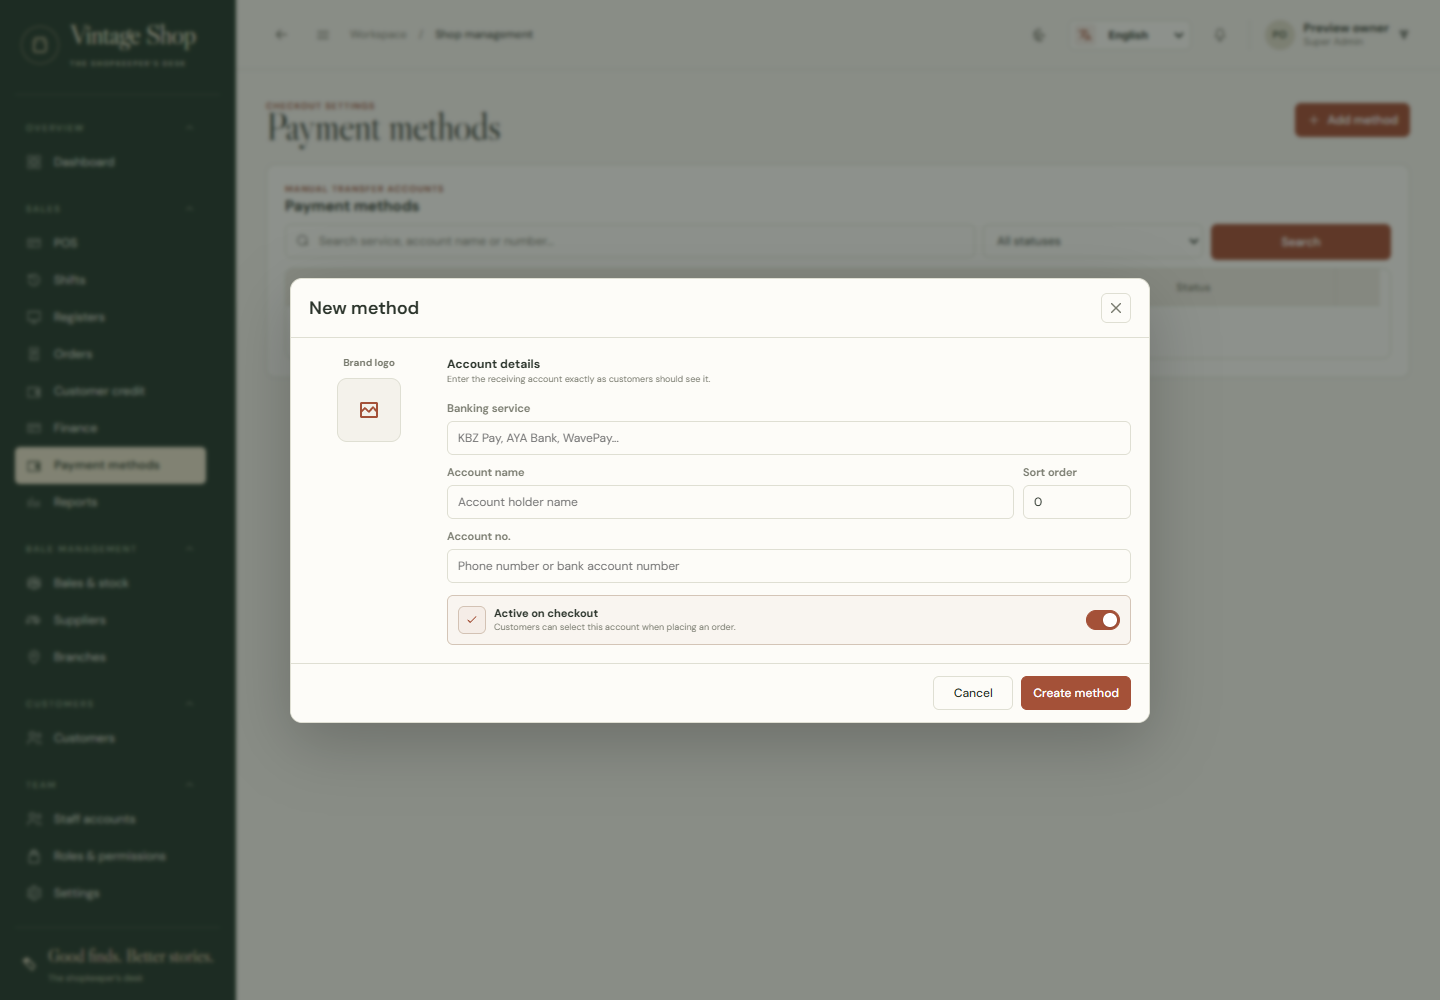 Vintage Shop
THE SHOPKEEPER'S DESK
OVERVIEW
Dashboard
SALES
POS
Shifts
Registers
Orders
Customer credit
Finance
Payment methods
Reports
BALE MANAGEMENT
Bales & stock
Suppliers
Branches
CUSTOMERS
Customers
TEAM
Staff accounts
Roles & permissions
Settings
Good finds. Better stories.
The shopkeeper's desk
Workspace / Shop management
English
PO
Preview owner
Super Admin
CHECKOUT SETTINGS
Payment methods
Add method
MANUAL TRANSFER ACCOUNTS
Payment methods
Search service, account name or number...
All statuses
Search
Status
New method
Brand logo
Account details
Enter the receiving account exactly as customers should see it.
Banking service
KBZ Pay, AYA Bank, WavePay...
Account name
Sort order
Account holder name
0
Account no.
Phone number or bank account number
Active on checkout
Customers can select this account when placing an order.
Cancel
Create method